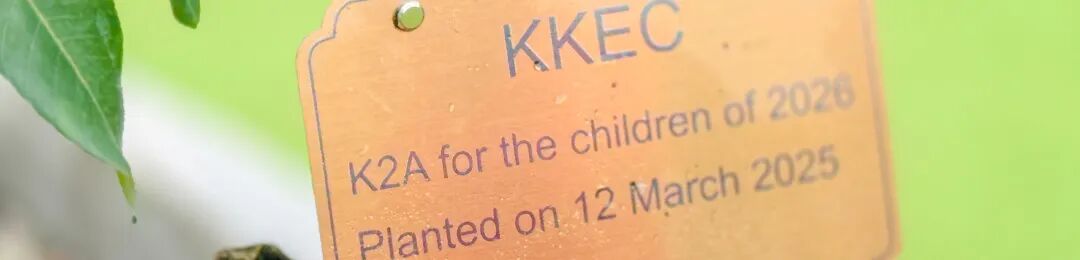 KKEC
K2A for the children of 2026
Planted on 12 March 2025